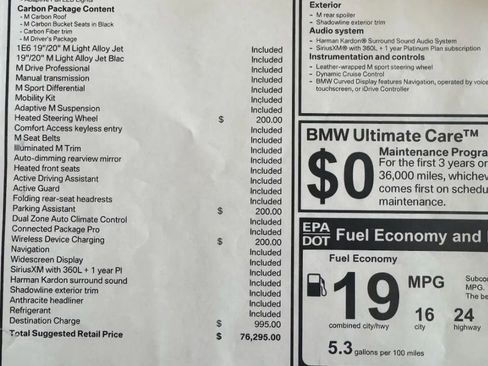 Carbon Package Content
- M Carbon Roof
- M Carbon Bucket Seats in Black
- Carbon Fiber trim
- M Driver's Package
1E6 19"/20" M Light Alloy Jet Included
19"/20" M Light Alloy Jet Blac Included
M Drive Professional Included
Manual transmission Included
M Sport Differential Included
Mobility Kit Included
Adaptive M Suspension Included
Heated Steering Wheel $ 200.00
Comfort Access keyless entry Included
M Seat Belts Included
Illuminated M Trim Included
Auto-dimming rearview mirror Included
Heated front seats Included
Active Driving Assistant Included
Active Guard Included
Folding rear-seat headrests Included
Parking Assistant $ 200.00
Dual Zone Auto Climate Control Included
Connected Package Pro Included
Wireless Device Charging $ 200.00
Navigation Included
Widescreen Display Included
SiriusXM with 360L + 1 year Pl Included
Harman Kardon surround sound Included
Shadowline exterior trim Included
Anthracite headliner Included
Refrigerant Included
Destination Charge $ 995.00
Total Suggested Retail Price $ 76,295.00
Exterior
- M rear spoiler
- Shadowline exterior trim
Audio system
- Harman Kardon® Surround Sound Audio System
- SiriusXM® with 360L + 1 year Platinum Plan subscription
Instrumentation and controls
- Leather-wrapped M sport steering wheel
- Dynamic Cruise Control
- BMW Curved Display features Navigation, operated by voice
touchscreen, or iDrive Controller
BMW Ultimate Care™
$0
Maintenance Progra
For the first 3 years or
36,000 miles, whichev
comes first on schedu
maintenance.
EPA
DOT
Fuel Economy and
Fuel Economy
19 MPG
combined city/hwy
16
city
24
highway
Subcor
MPG.
The be
5.3 gallons per 100 miles